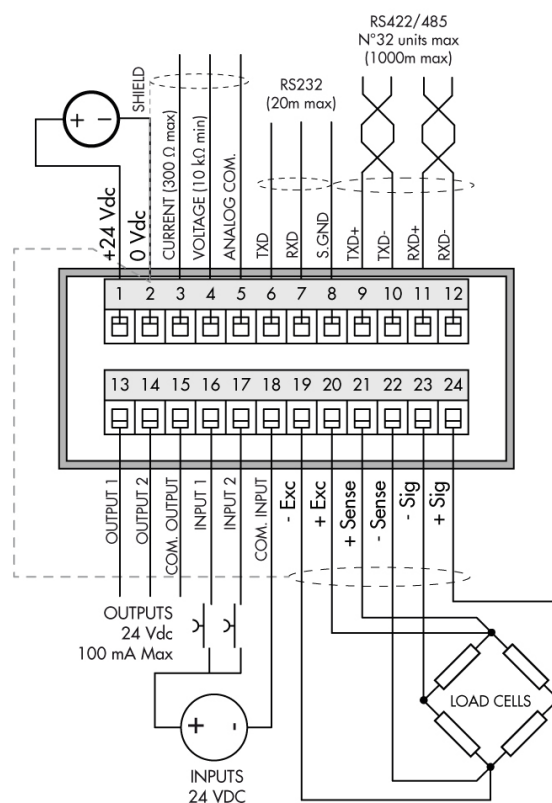 RS422/485
N°32 units max
(1000m max)
RS232
(20m max)
+ -
SHIELD
+24 Vdc
0 Vdc
CURRENT (300 Ω max)
VOLTAGE (10 kΩ min)
ANALOG COM.
TXD
RXD
S.GND
TXD+
TXD-
RXD+
RXD-
1 2 3 4 5 6 7 8 9 10 11 12
13 14 15 16 17 18 19 20 21 22 23 24
OUTPUT 1
OUTPUT 2
COM. OUTPUT
INPUT 1
INPUT 2
COM. INPUT
- Exc
+ Exc
+ Sense
- Sense
- Sig
+ Sig
OUTPUTS
24 Vdc
100 mA Max
LOAD CELLS
+ -
INPUTS
24 VDC